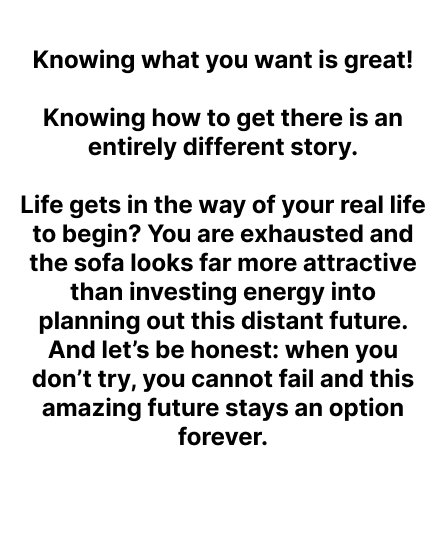 Knowing what you want is great!
Knowing how to get there is an
entirely different story.
Life gets in the way of your real life
to begin? You are exhausted and
the sofa looks far more attractive
than investing energy into
planning out this distant future.
And let’s be honest: when you
don’t try, you cannot fail and this
amazing future stays an option
forever.